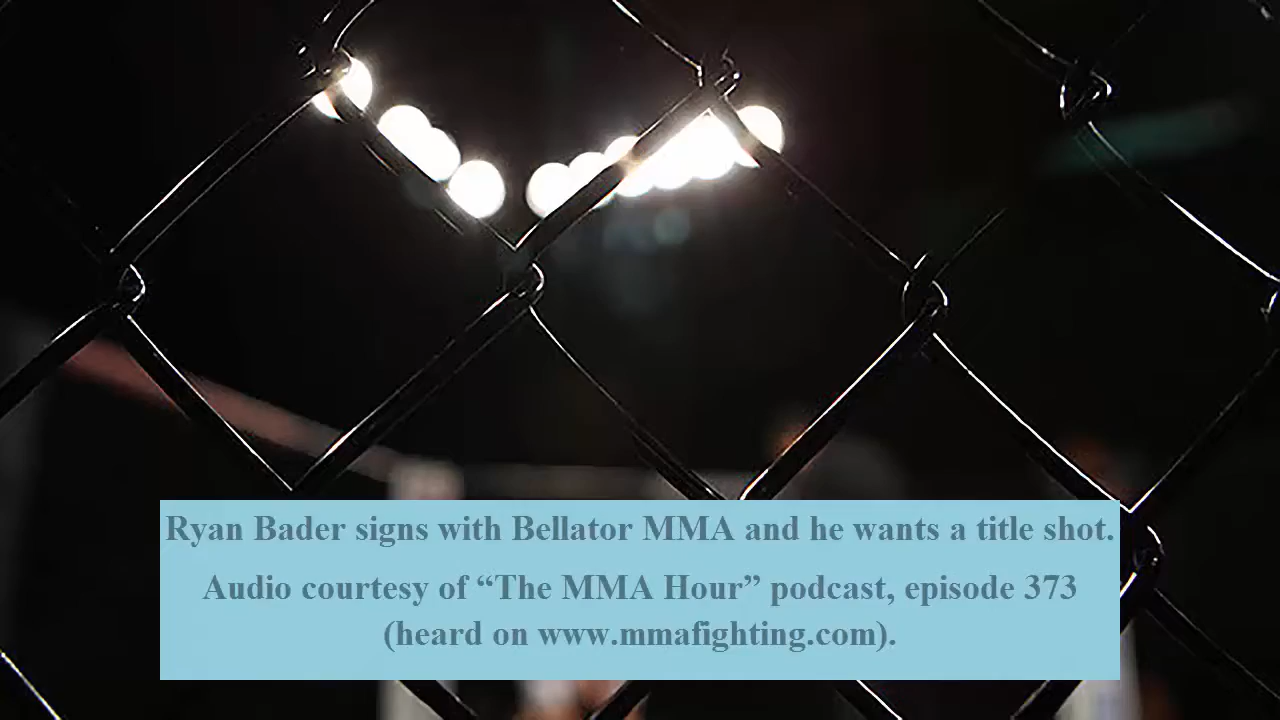 Ryan Bader signs with Bellator MMA and he wants a title shot.
Audio courtesy of “The MMA Hour” podcast, episode 373
(heard on www.mmafighting.com).